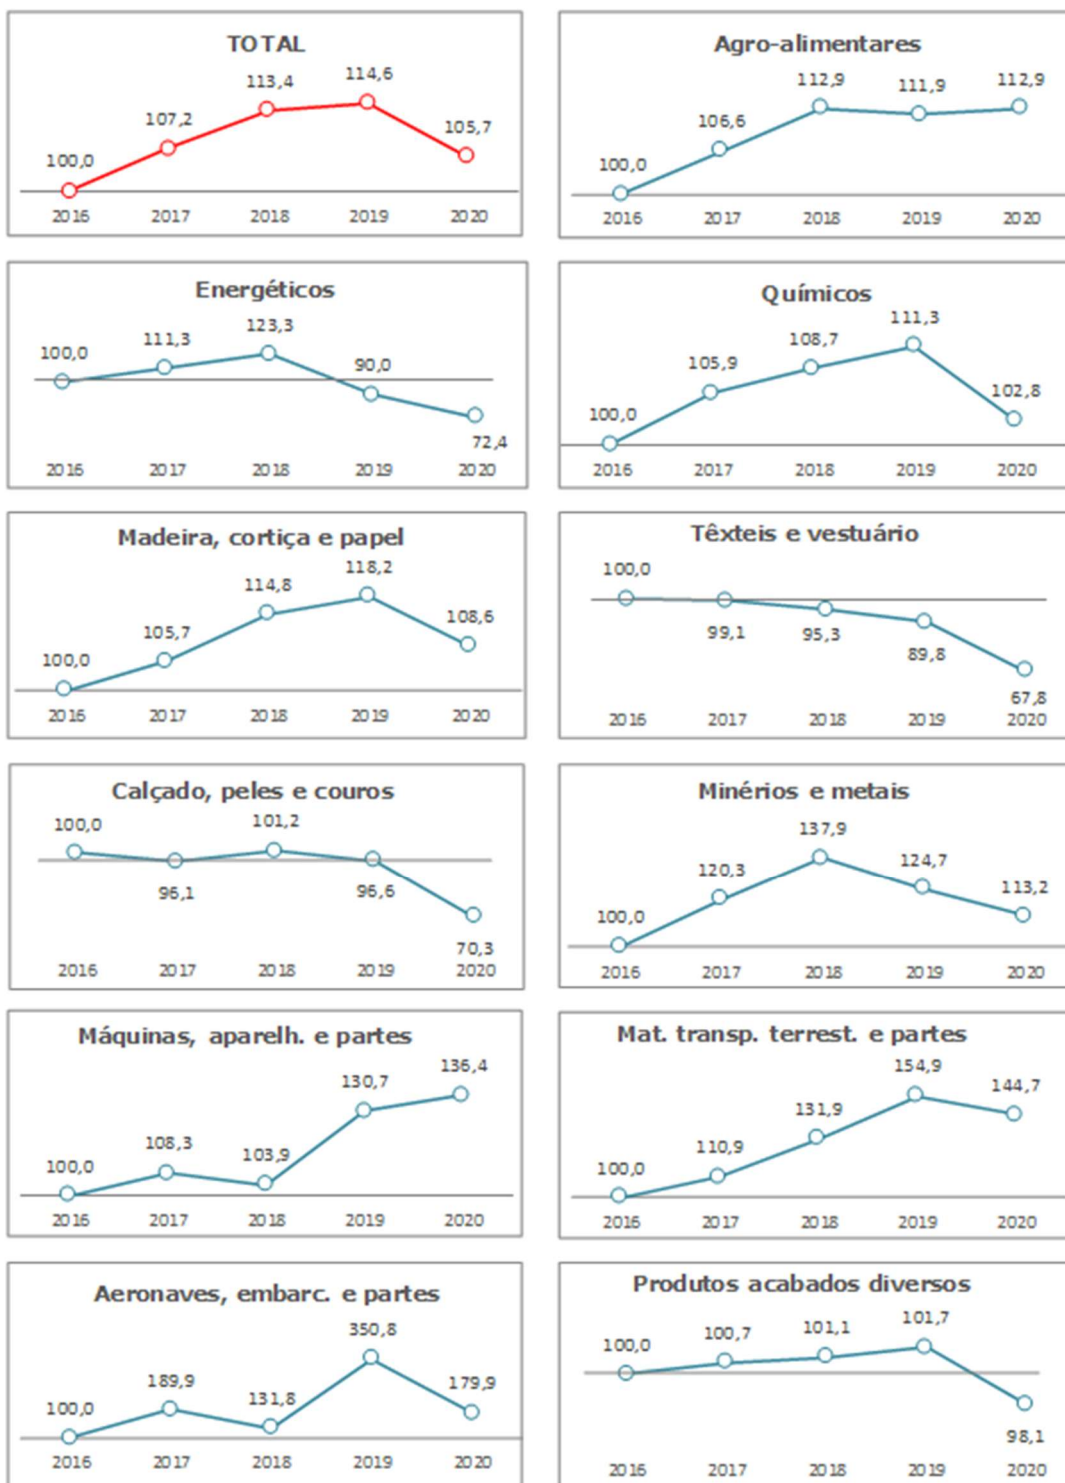 TOTAL
100,0
107,2
113,4
114,6
105,7
2016 2017 2018 2019 2020
Agro-alimentares
100,0
106,6
112,9
111,9
112,9
2016 2017 2018 2019 2020
Energéticos
100,0
111,3
123,3
90,0
72,4
2016 2017 2018 2019 2020
Químicos
100,0
105,9
108,7
111,3
102,8
2016 2017 2018 2019 2020
Madeira, cortiça e papel
100,0
105,7
114,8
118,2
108,6
2016 2017 2018 2019 2020
Têxteis e vestuário
100,0
99,1
95,3
89,8
67,8
2016 2017 2018 2019 2020
Calçado, peles e couros
100,0
96,1
101,2
96,6
70,3
2016 2017 2018 2019 2020
Minérios e metais
100,0
120,3
137,9
124,7
113,2
2016 2017 2018 2019 2020
Máquinas, aparelh. e partes
100,0
108,3
103,9
130,7
136,4
2016 2017 2018 2019 2020
Mat. transp. terrest. e partes
100,0
110,9
131,9
154,9
144,7
2016 2017 2018 2019 2020
Aeronaves, embarc. e partes
100,0
189,9
131,8
350,8
179,9
2016 2017 2018 2019 2020
Produtos acabados diversos
100,0
100,7
101,1
101,7
98,1
2016 2017 2018 2019 2020